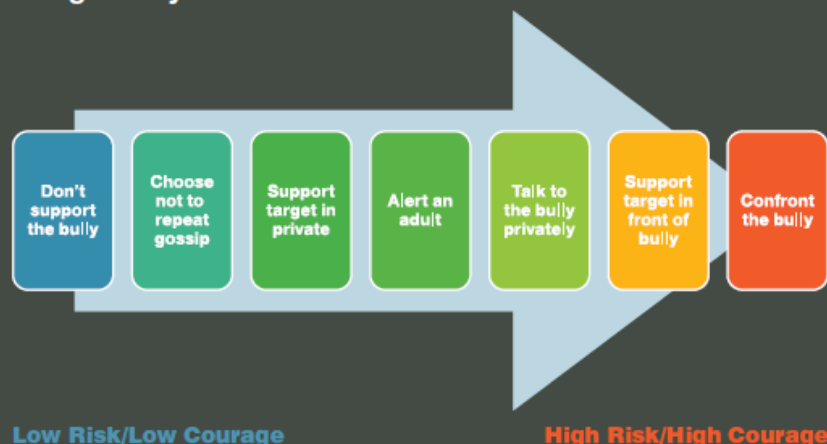 Don't
support
the bully
Choose
not to
repeat
gossip
Support
target in
private
Alert an
adult
Talk to
the bully
privately
Support
target in
front of
bully
Confront
the bully
Low Risk/Low Courage
High Risk/High Courage